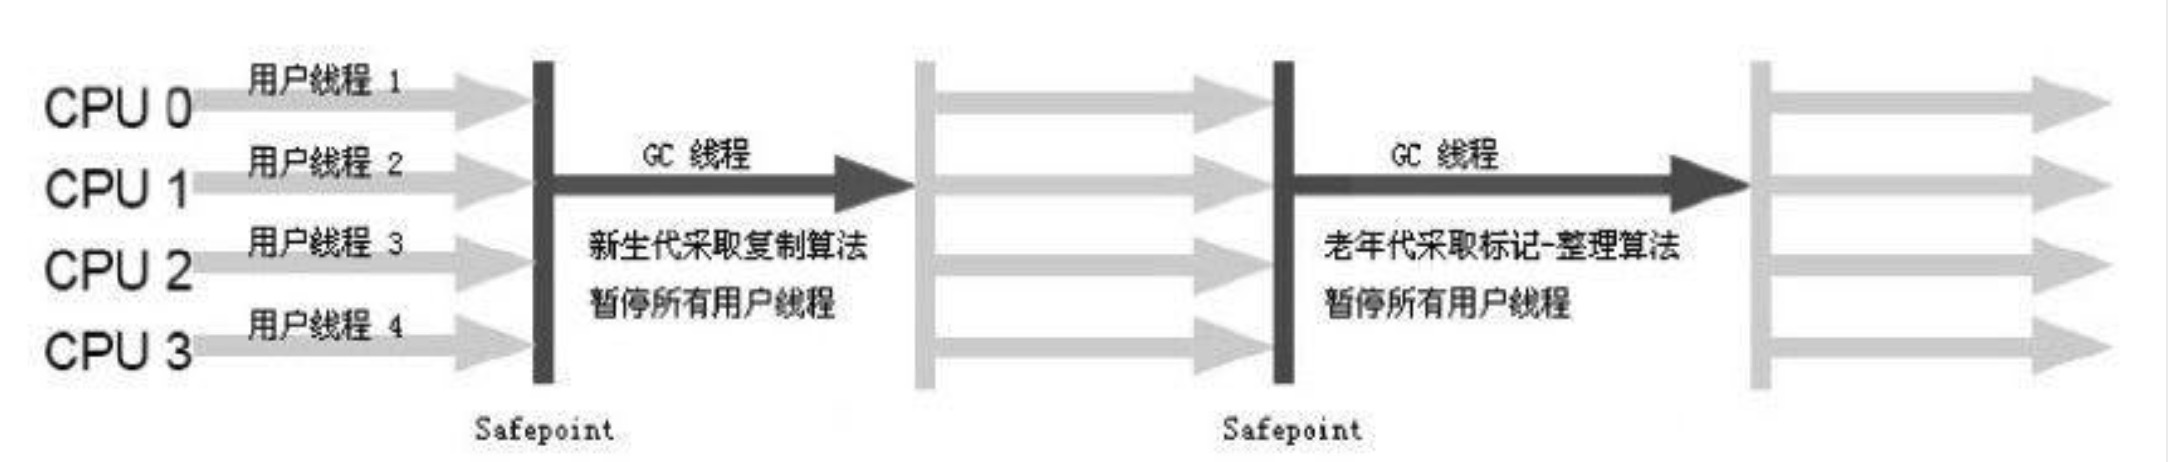 CPU 0
用户线程 1
CPU 1
用户线程 2
CPU 2
用户线程 3
CPU 3
用户线程 4
GC 线程
新生代采取复制算法
暂停所有用户线程
Safepoint
GC 线程
老年代采取标记-整理算法
暂停所有用户线程
Safepoint